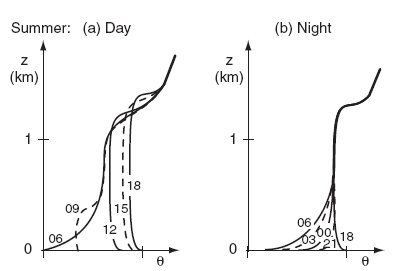 Summer: (a) Day
(b) Night
z
(km)
z
(km)
1
1
18
09
15
06
12
0
θ
06
03
00
21
18
0
θ